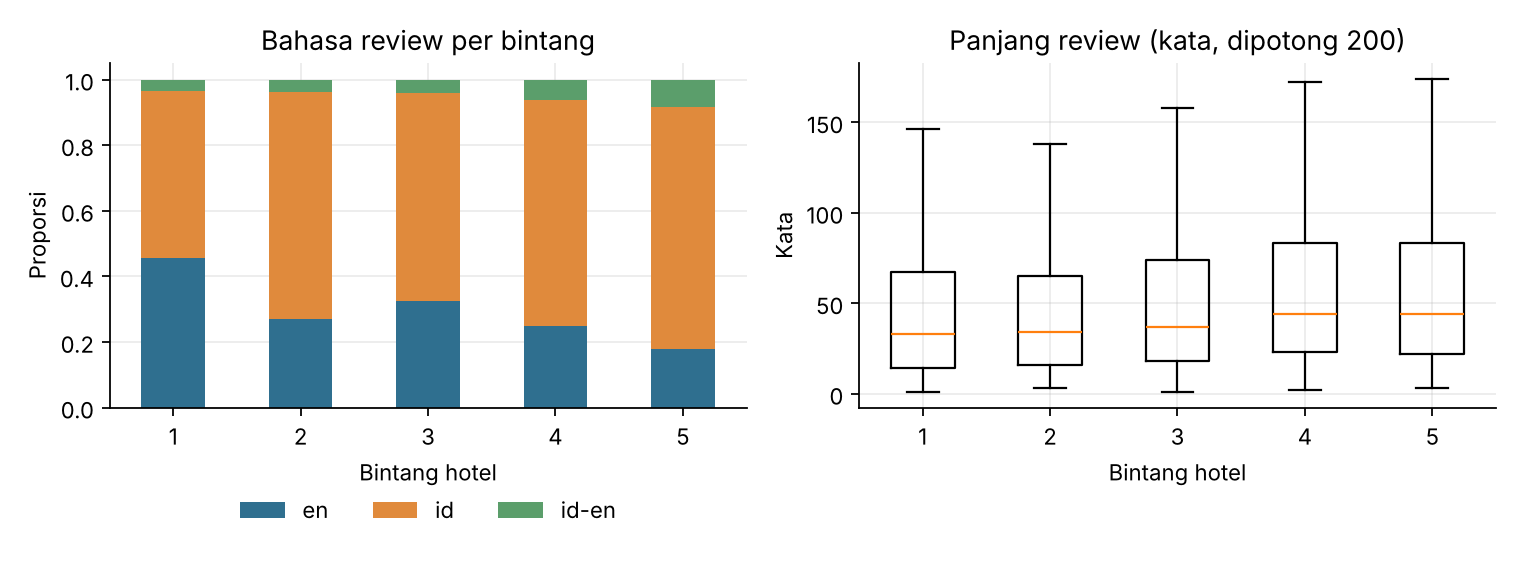 Bahasa review per bintang
1.0
0.8
0.6
0.4
0.2
0.0
Proporsi
1 2 3 4 5
Bintang hotel
en id id-en
Panjang review (kata, dipotong 200)
150
100
50
0
Kata
1 2 3 4 5
Bintang hotel